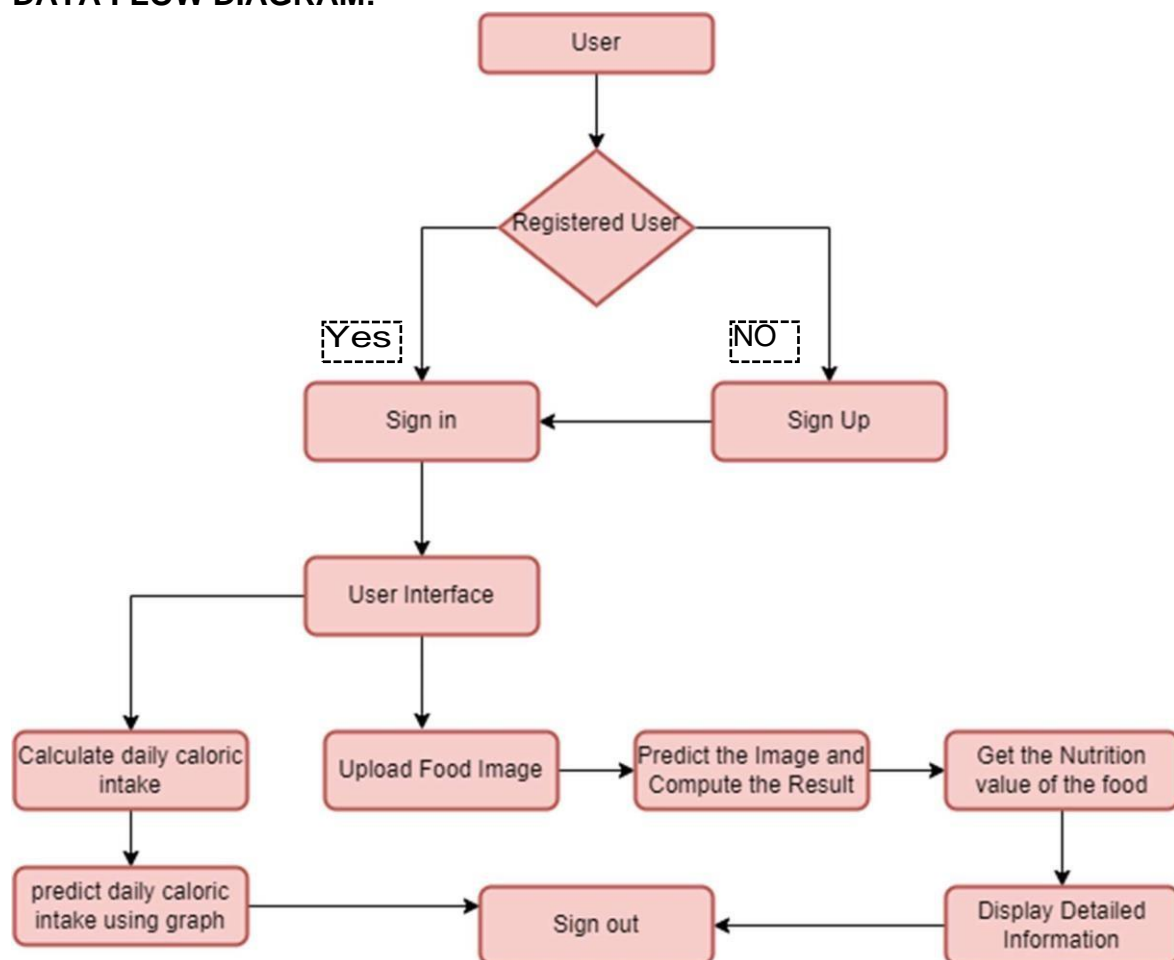 DATA FLOW DIAGRAM:
User
Registered User
Yes
NO
Sign in
Sign Up
User Interface
Calculate daily caloric
intake
Upload Food Image
Predict the Image and
Compute the Result
Get the Nutrition
value of the food
predict daily caloric
intake using graph
Sign out
Display Detailed
Information